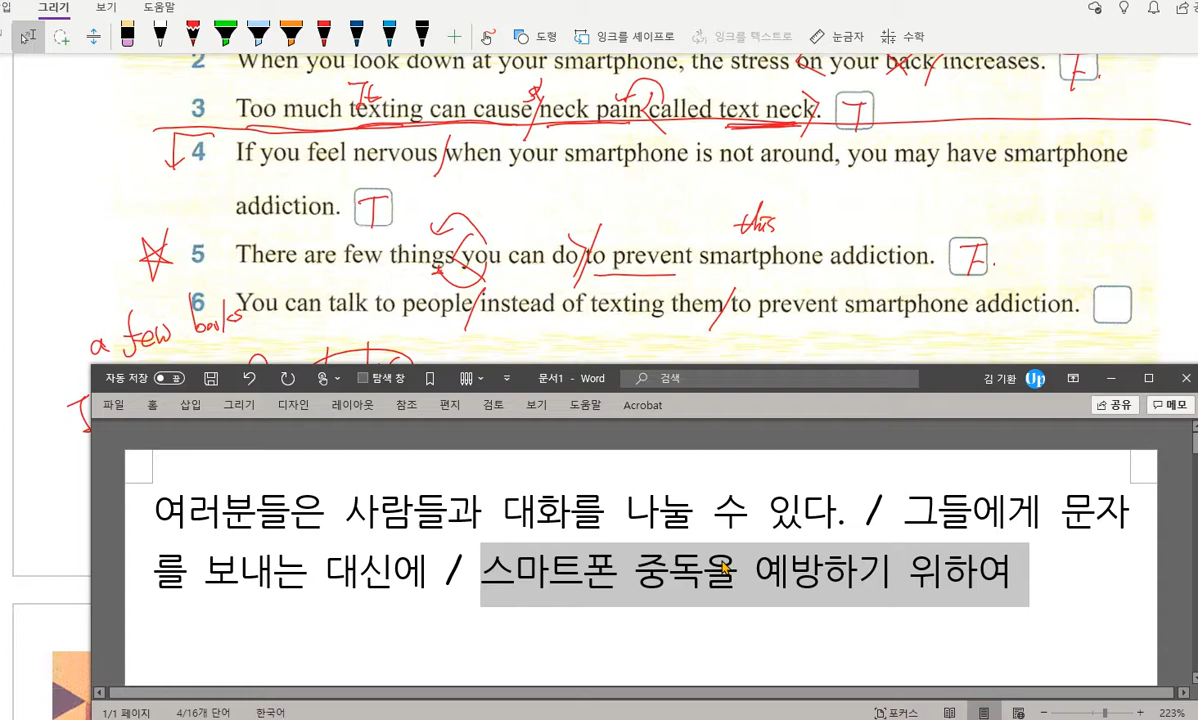 그리기 보기 도움말
도형 잉크를 셰이프로 잉크를 텍스트로 눈금자 수학
2 When you look down at your smartphone, the stress on your back increases. F.
3 Too much texting can cause neck pain called text neck. T
4 If you feel nervous when your smartphone is not around, you may have smartphone
addiction. T
this
5 There are few things you can do to prevent smartphone addiction. F.
6 You can talk to people instead of texting them to prevent smartphone addiction.
a few books
자동 저장 끔 탐색 창 문서1 - Word 검색 김 기환 Up
파일 홈 삽입 그리기 디자인 레이아웃 참조 편지 검토 보기 도움말 Acrobat 공유 메모
여러분들은 사람들과 대화를 나눌 수 있다. / 그들에게 문자
를 보내는 대신에 / 스마트폰 중독을 예방하기 위하여
1/1 페이지 4/16개 단어 한국어 포커스 223%